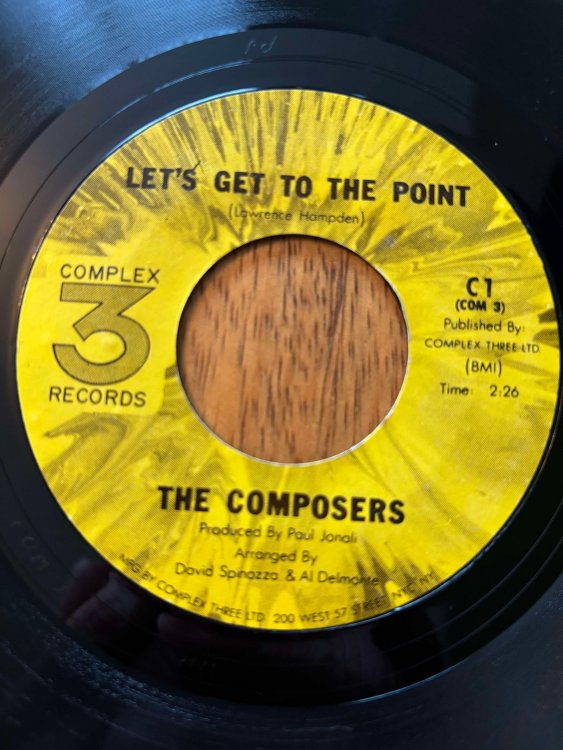 LET'S GET TO THE POINT
(Lawrence Hampden)
COMPLEX
3
RECORDS
C 1
(COM 3)
Published By:
COMPLEX THREE LTD.
(BMI)
Time: 2:26
THE COMPOSERS
Produced By Paul Jonali
Arranged By
David Spinozza & Al Delmonte
MFG BY COMPLEX THREE LTD 200 WEST 57 STREET NYC NY